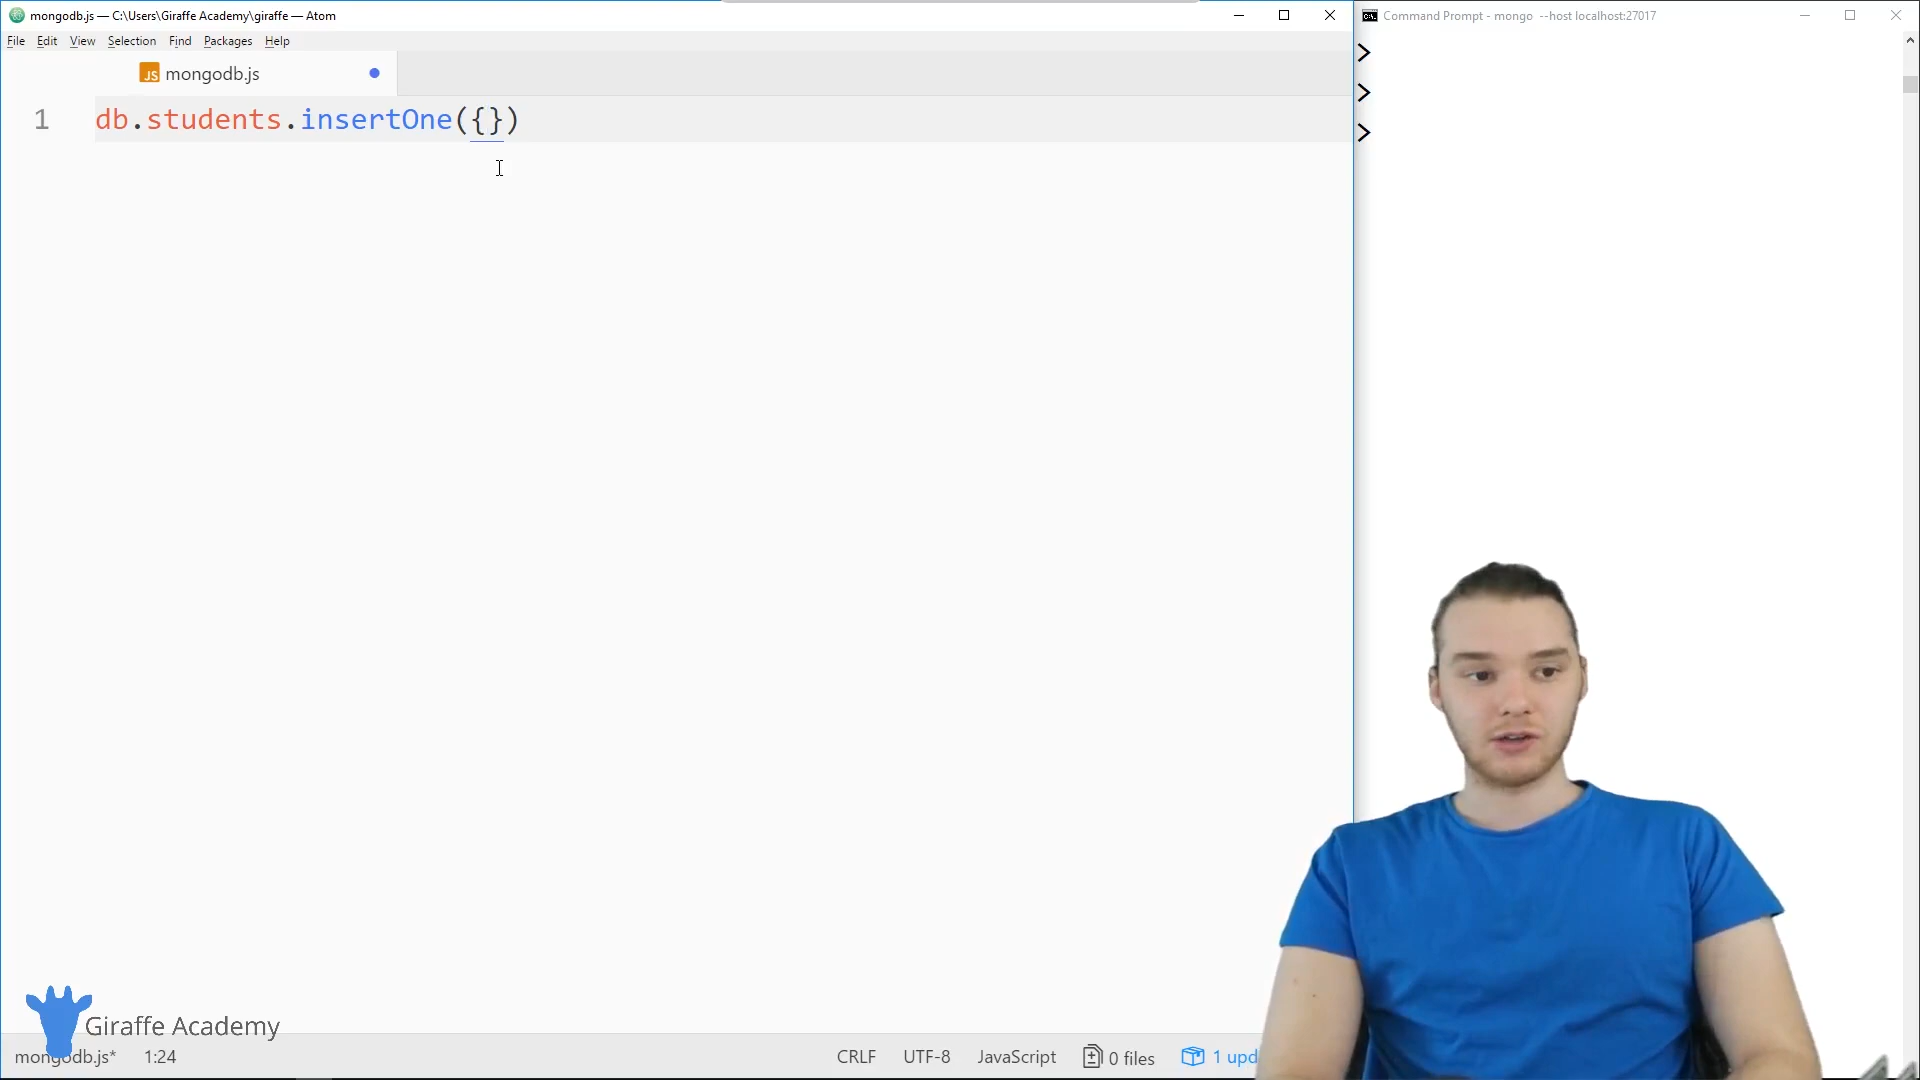 mongodb.js — C:\Users\Giraffe Academy\giraffe — Atom
File Edit View Selection Find Packages Help
JS mongodb.js
1 db.students.insertOne({})
Command Prompt - mongo --host localhost:27017
>
>
>
Giraffe Academy
mongodb.js* 1:24 CRLF UTF-8 JavaScript 0 files 1 upd